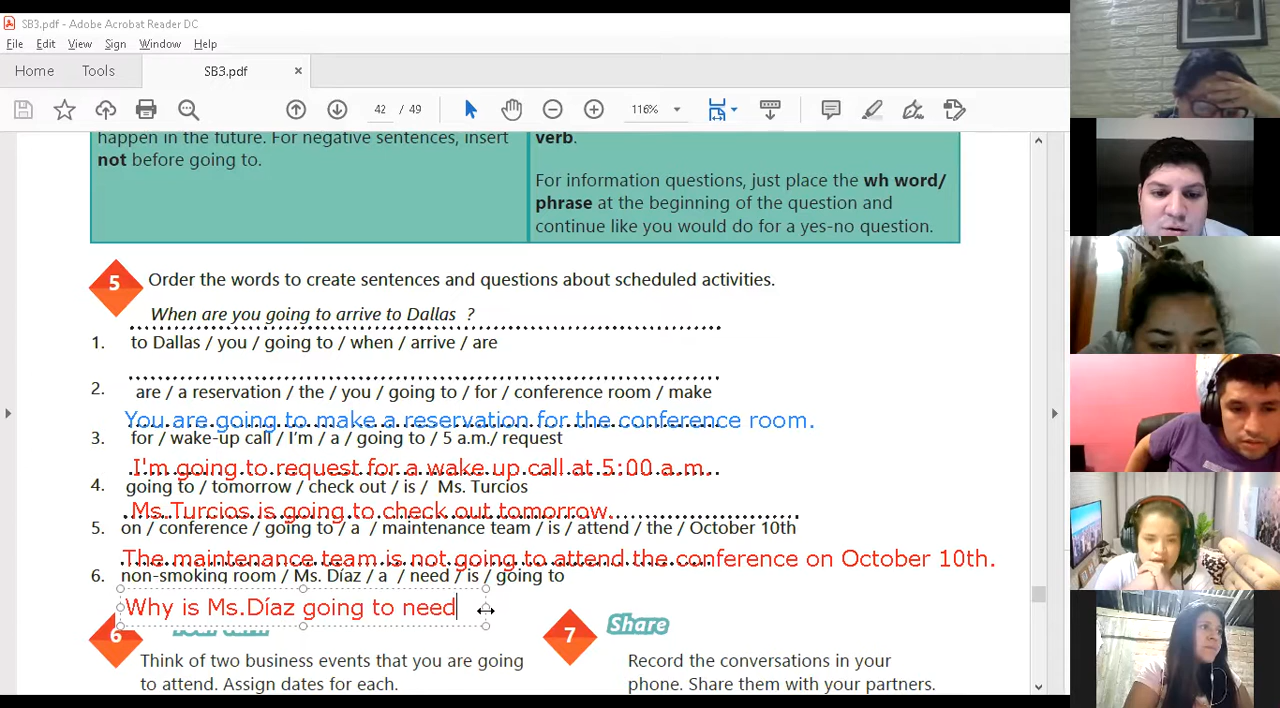 SB3.pdf - Adobe Acrobat Reader DC
File Edit View Sign Window Help
Home Tools SB3.pdf ×
42 / 49 116%
happen in the future. For negative sentences, insert
not before going to.
verb.
For information questions, just place the wh word/
phrase at the beginning of the question and
continue like you would do for a yes-no question.
5 Order the words to create sentences and questions about scheduled activities.
When are you going to arrive to Dallas ?
1. to Dallas / you / going to / when / arrive / are
2. are / a reservation / the / you / going to / for / conference room / make
You are going to make a reservation for the conference room.
3. for / wake-up call / I'm / a / going to / 5 a.m./ request
I'm going to request for a wake up call at 5:00 a.m.
4. going to / tomorrow / check out / is / Ms. Turcios
Ms.Turcios is going to check out tomorrow.
5. on / conference / going to / a / maintenance team / is / attend / the / October 10th
The maintenance team is not going to attend the conference on October 10th.
6. non-smoking room / Ms. Díaz / a / need / is / going to
Why is Ms.Díaz going to need
6
Think of two business events that you are going
to attend. Assign dates for each.
7 Share
Record the conversations in your
phone. Share them with your partners.